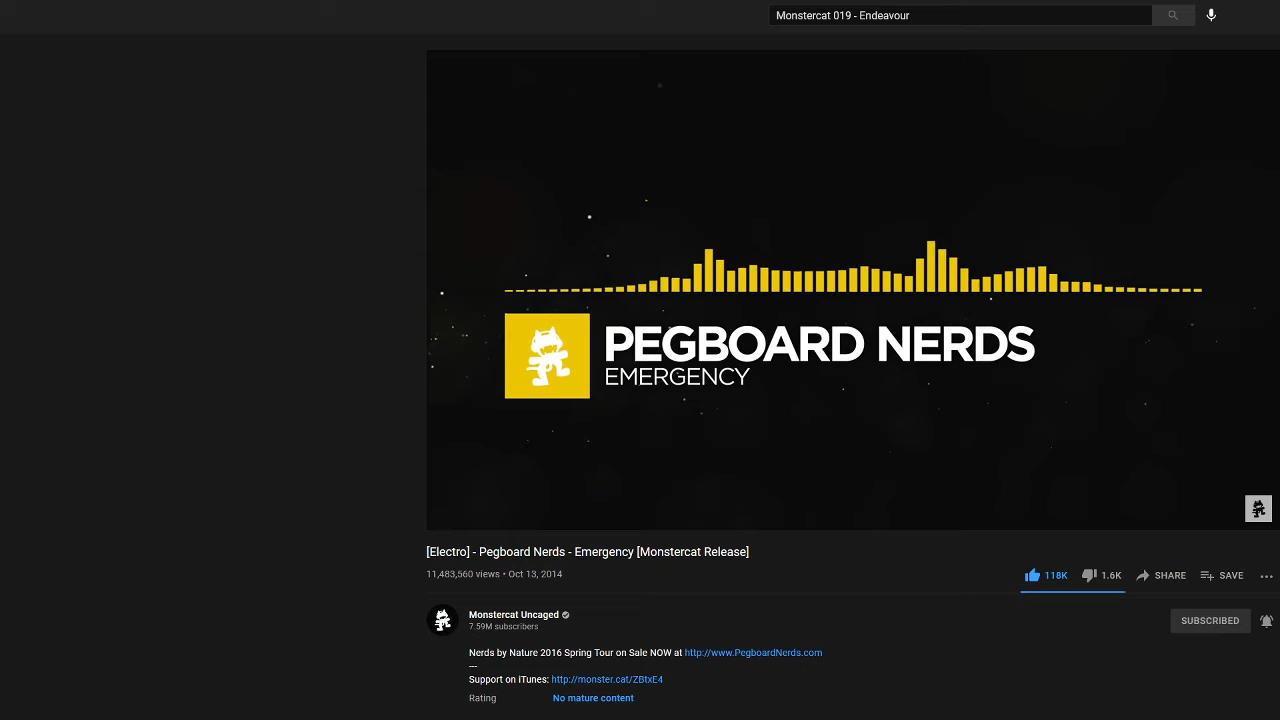 Monstercat 019 - Endeavour
PEGBOARD NERDS
EMERGENCY
[Electro] - Pegboard Nerds - Emergency [Monstercat Release]
11,483,560 views • Oct 13, 2014
118K 1.6K SHARE SAVE
Monstercat Uncaged
7.59M subscribers
SUBSCRIBED
Nerds by Nature 2016 Spring Tour on Sale NOW at http://www.PegboardNerds.com
---
Support on iTunes: http://monster.cat/ZBtxE4
Rating No mature content